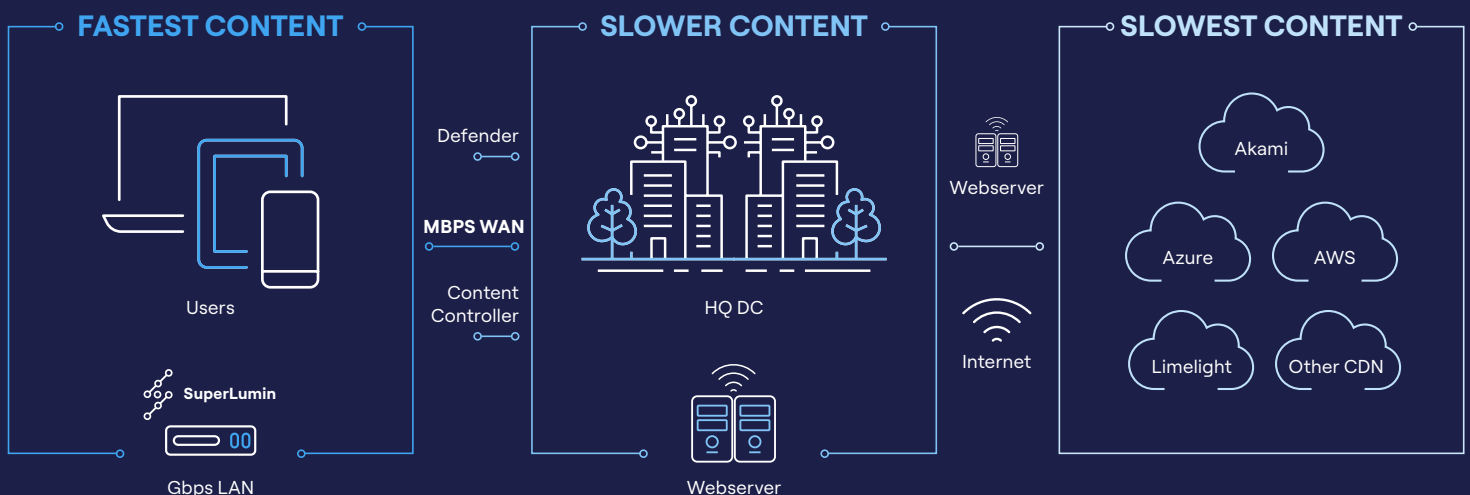 FASTEST CONTENT
Users
SuperLumin
Gbps LAN
Defender
MBPS WAN
Content
Controller
SLOWER CONTENT
HQ DC
Webserver
Webserver
Internet
SLOWEST CONTENT
Akami
Azure
AWS
Limelight
Other CDN